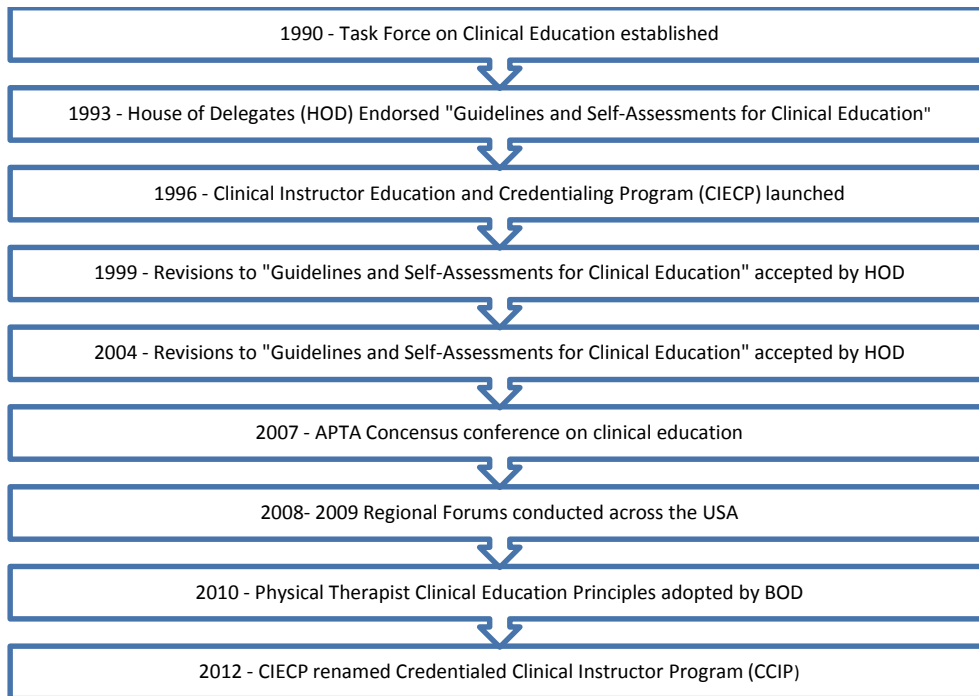 1990 - Task Force on Clinical Education established
1993 - House of Delegates (HOD) Endorsed "Guidelines and Self-Assessments for Clinical Education"
1996 - Clinical Instructor Education and Credentialing Program (CIECP) launched
1999 - Revisions to "Guidelines and Self-Assessments for Clinical Education" accepted by HOD
2004 - Revisions to "Guidelines and Self-Assessments for Clinical Education" accepted by HOD
2007 - APTA Concensus conference on clinical education
2008- 2009 Regional Forums conducted across the USA
2010 - Physical Therapist Clinical Education Principles adopted by BOD
2012 - CIECP renamed Credentialed Clinical Instructor Program (CCIP)